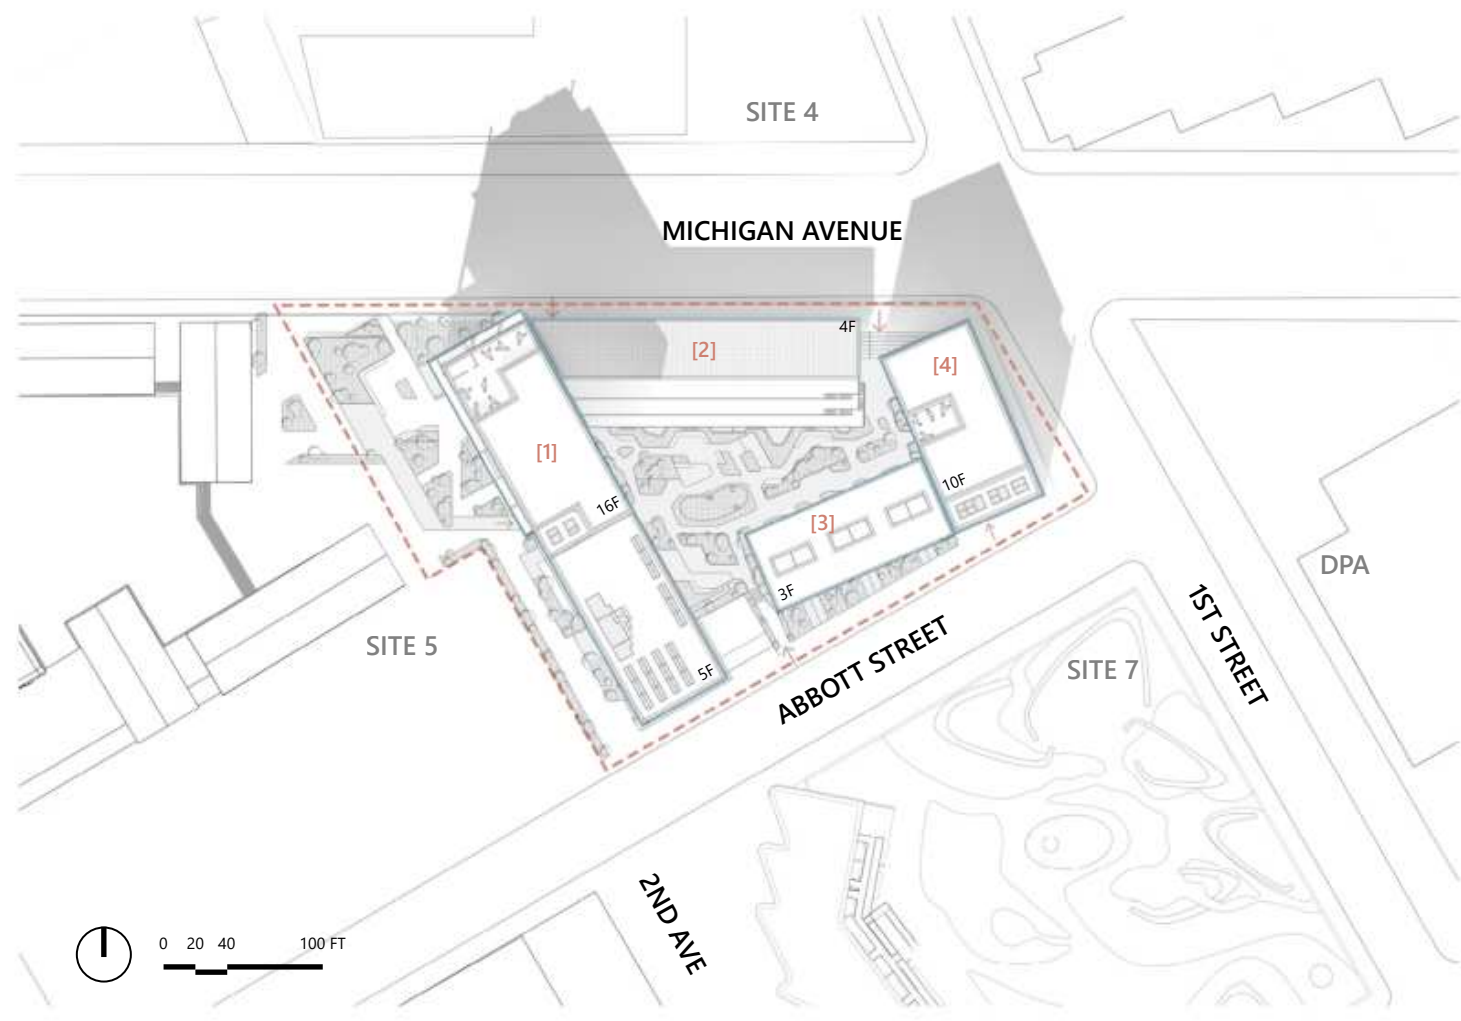 SITE 4
MICHIGAN AVENUE
4F
[2]
[4]
[1]
10F
16F
[3]
DPA
3F
1ST STREET
SITE 5
ABBOTT STREET
SITE 7
5F
2ND AVE
0 20 40 100 FT